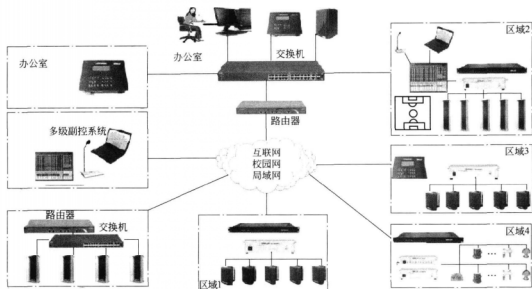 办公室
交换机
区域2
办公室
路由器
多级副控系统
互联网
校园网
局域网
区域3
路由器
交换机
区域1
区域4